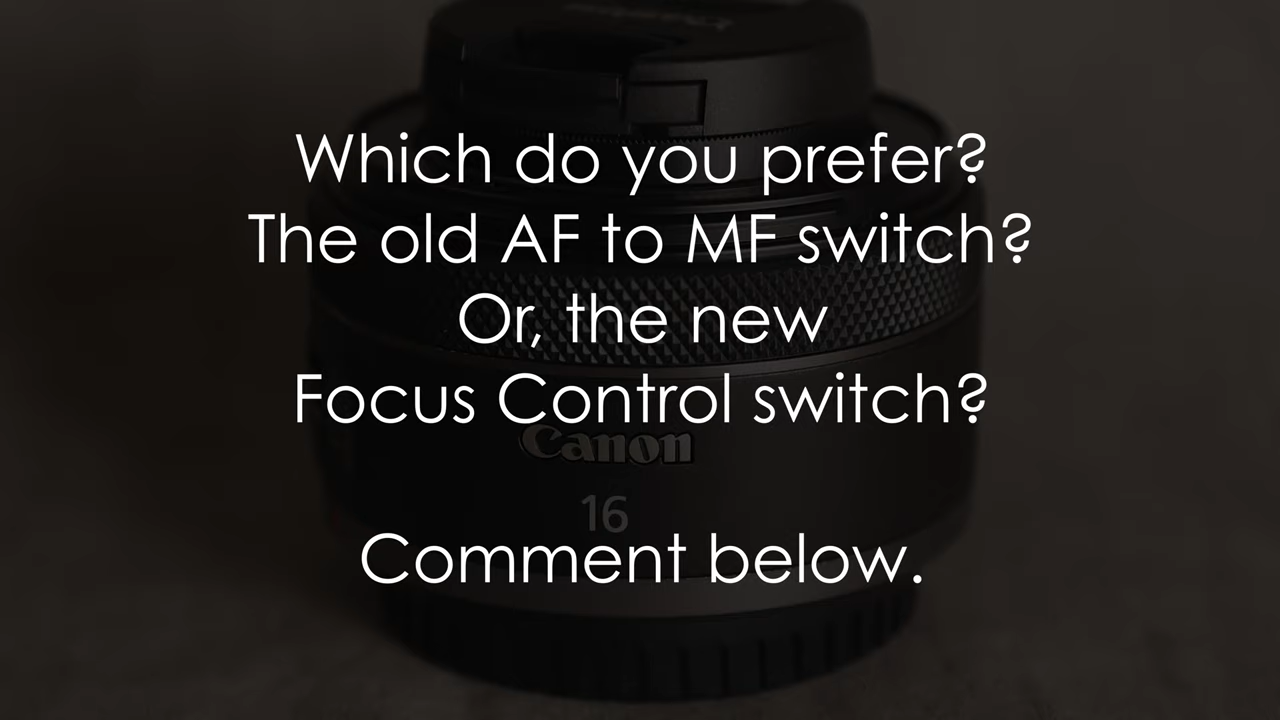 Which do you prefer?
The old AF to MF switch?
Or, the new
Focus Control switch?
Canon
16
Comment below.